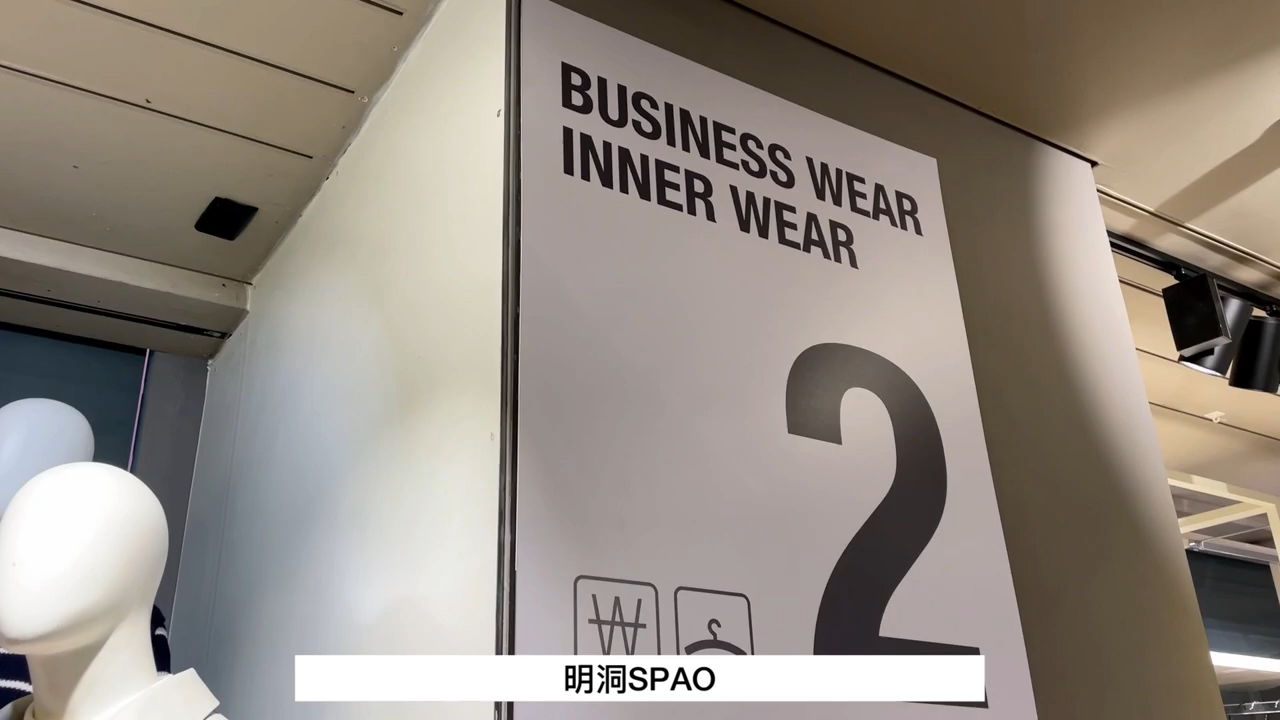 BUSINESS WEAR
INNER WEAR
2
₩
明洞SPAO